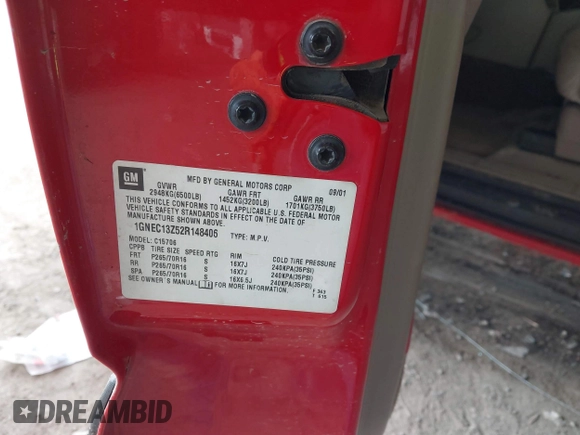 GM
MFD BY GENERAL MOTORS CORP 09/01
GVWR GAWR FRT GAWR RR
2948KG(6500LB) 1452KG(3200LB) 1701KG(3750LB)
THIS VEHICLE CONFORMS TO ALL APPLICABLE U.S. FEDERAL MOTOR
VEHICLE SAFETY STANDARDS IN EFFECT ON THE DATE OF
MANUFACTURE SHOWN ABOVE.
1GNEC13Z52R148406 TYPE: M.P.V.
MODEL: C15706
CPPB TIRE SIZE SPEED RTG RIM COLD TIRE PRESSURE
FRT P265/70R16 S 16X7J 240KPA(35PSI)
RR P265/70R16 S 16X7J 240KPA(35PSI)
SPA P265/70R16 S 16X6.5J 240KPA(35PSI)
SEE OWNER'S MANUAL FOR MORE INFORMATION.
DREAMBID